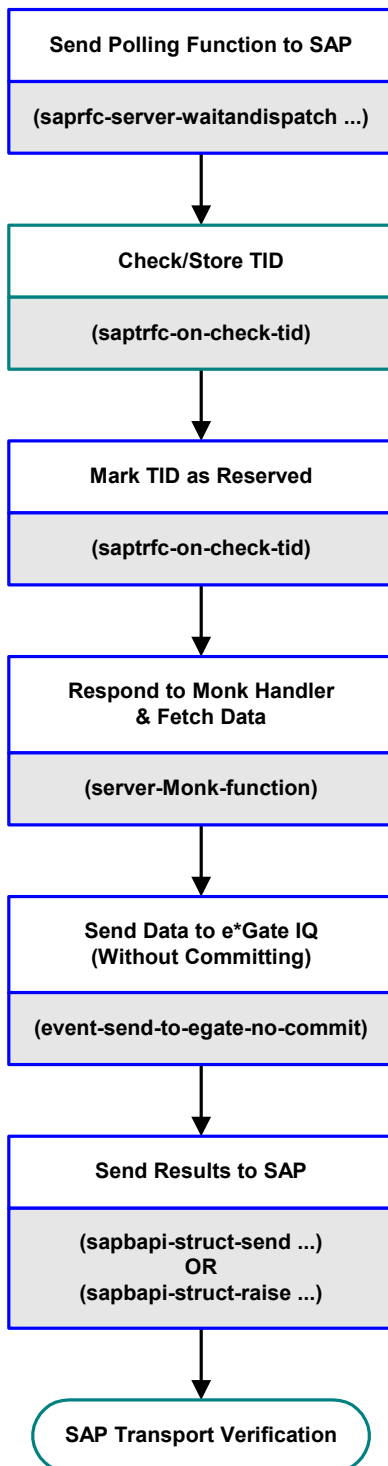 Send Polling Function to SAP
(saprfc-server-waitandispatch ...)
Check/Store TID
(saptrfc-on-check-tid)
Mark TID as Reserved
(saptrfc-on-check-tid)
Respond to Monk Handler
& Fetch Data
(server-Monk-function)
Send Data to e*Gate IQ
(Without Committing)
(event-send-to-egate-no-commit)
Send Results to SAP
(sapbapi-struct-send ...)
OR
(sapbapi-struct-raise ...)
SAP Transport Verification